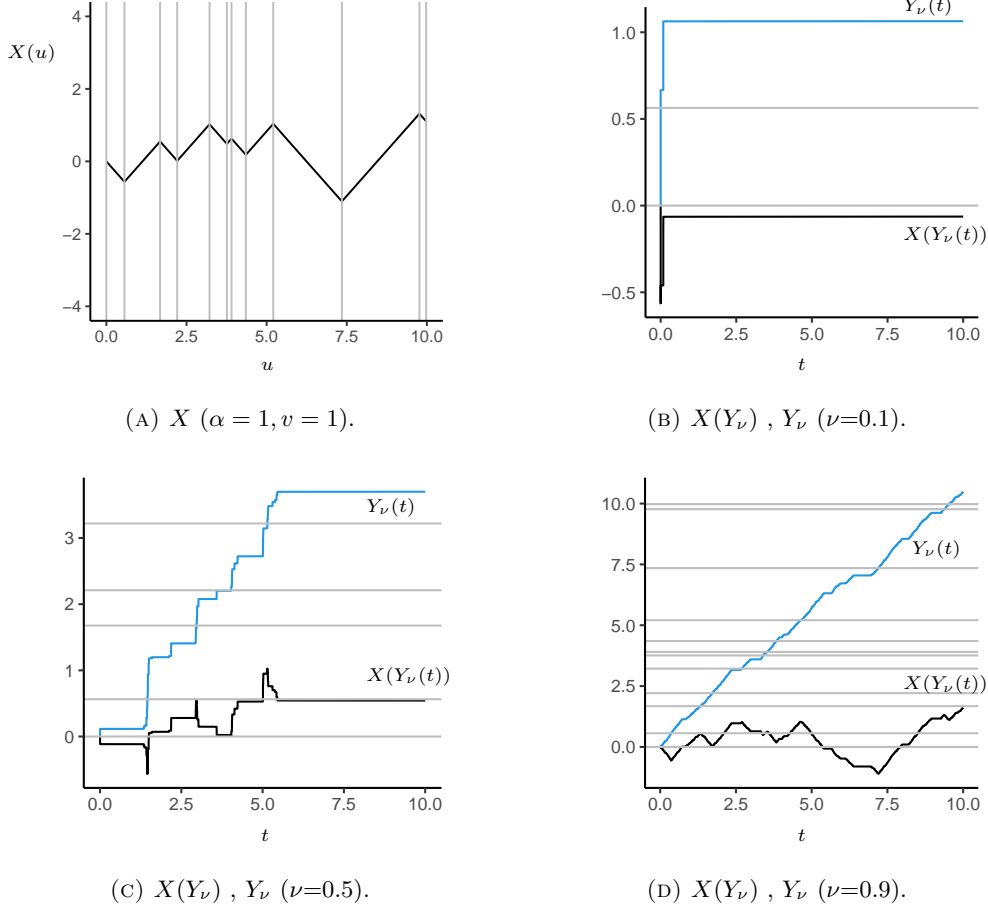 4
2
0
−2
−4
X(u)
0.0 2.5 5.0 7.5 10.0
u
(A) X (α = 1, v = 1).
Yν(t)
1.0
0.5
0.0
−0.5
X(Yν(t))
0.0 2.5 5.0 7.5 10.0
t
(B) X(Yν) , Yν (ν=0.1).
3
2
1
0
Yν(t)
X(Yν(t))
0.0 2.5 5.0 7.5 10.0
t
(C) X(Yν) , Yν (ν=0.5).
10.0
7.5
5.0
2.5
0.0
Yν(t)
X(Yν(t))
0.0 2.5 5.0 7.5 10.0
t
(D) X(Yν) , Yν (ν=0.9).